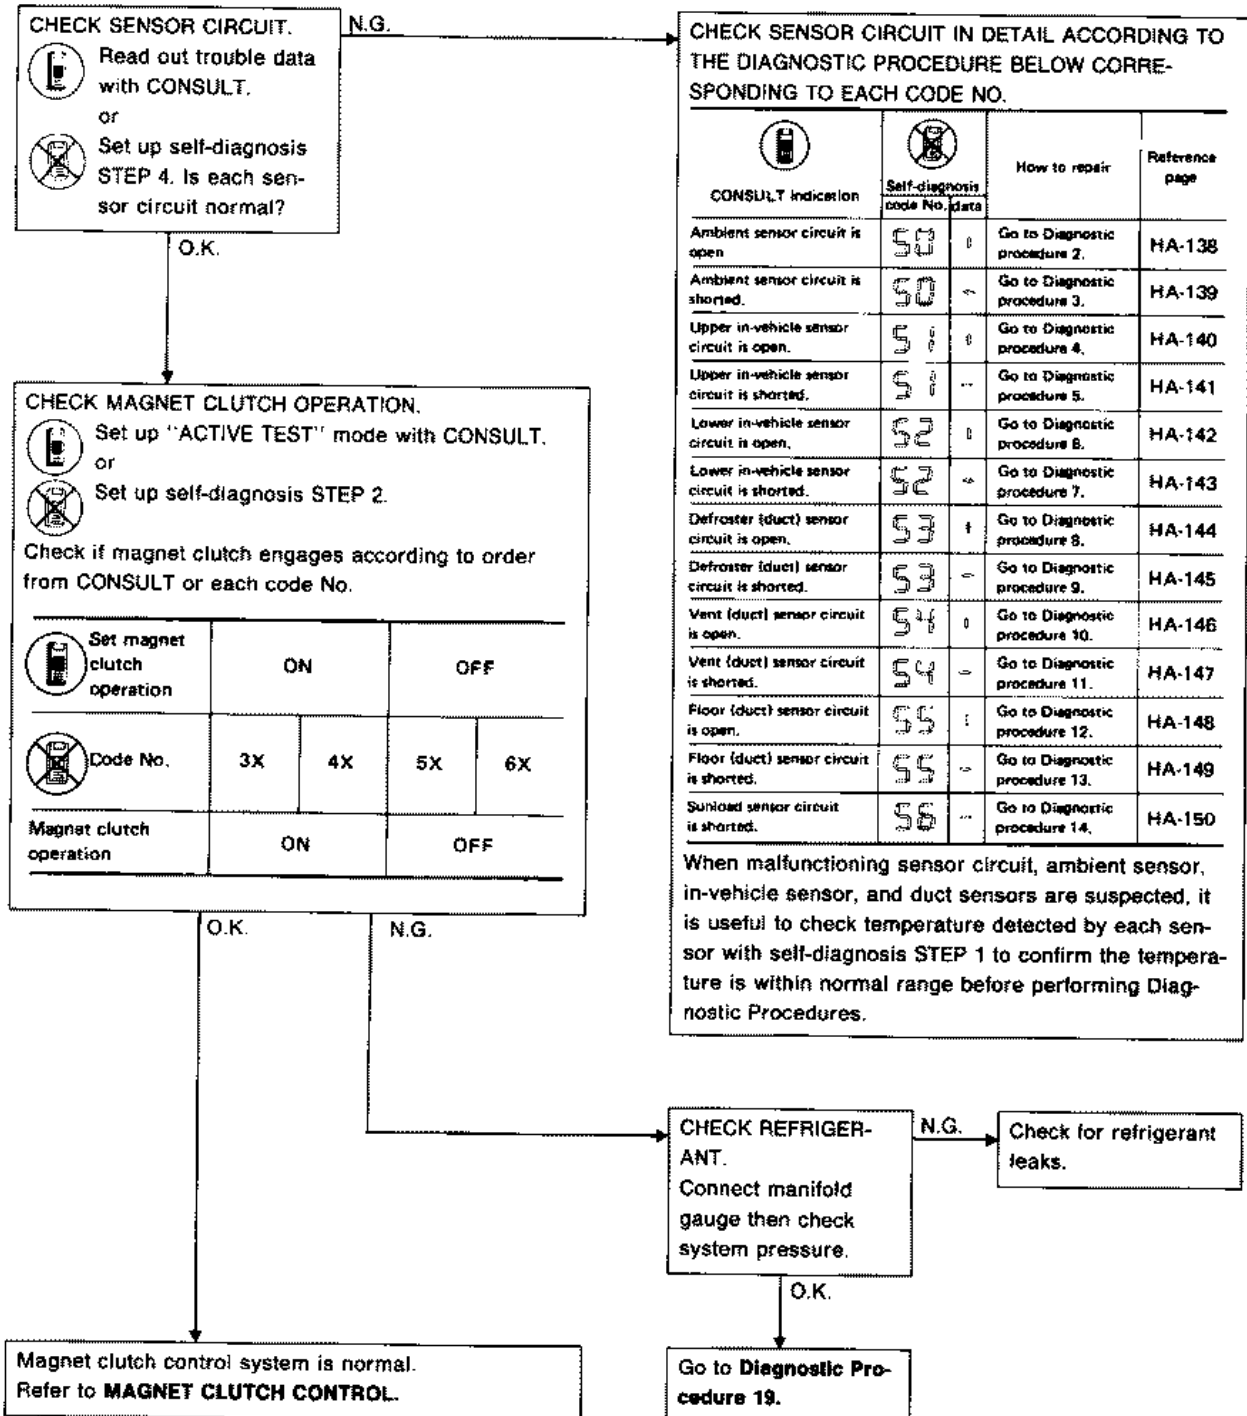 CHECK SENSOR CIRCUIT.
Read out trouble data
with CONSULT.
or
Set up self-diagnosis
STEP 4. Is each sen-
sor circuit normal?
N.G.
O.K.
CHECK SENSOR CIRCUIT IN DETAIL ACCORDING TO
THE DIAGNOSTIC PROCEDURE BELOW CORRE-
SPONDING TO EACH CODE NO.
CONSULT indication
Self-diagnosis
code No. data
How to repair
Reference
page
Ambient sensor circuit is
open
50
Go to Diagnostic
procedure 2.
HA-138
Ambient sensor circuit is
shorted.
50 -
Go to Diagnostic
procedure 3.
HA-139
Upper in-vehicle sensor
circuit is open.
51
Go to Diagnostic
procedure 4.
HA-140
Upper in-vehicle sensor
circuit is shorted.
51 -
Go to Diagnostic
procedure 5.
HA-141
Lower in-vehicle sensor
circuit is open.
52
Go to Diagnostic
procedure 6.
HA-142
Lower in-vehicle sensor
circuit is shorted.
52 -
Go to Diagnostic
procedure 7.
HA-143
Defroster (duct) sensor
circuit is open.
53
Go to Diagnostic
procedure 8.
HA-144
Defroster (duct) sensor
circuit is shorted.
53 -
Go to Diagnostic
procedure 9.
HA-145
Vent (duct) sensor circuit
is open.
54
Go to Diagnostic
procedure 10.
HA-146
Vent (duct) sensor circuit
is shorted.
54 -
Go to Diagnostic
procedure 11.
HA-147
Floor (duct) sensor circuit
is open.
55
Go to Diagnostic
procedure 12.
HA-148
Floor (duct) sensor circuit
is shorted.
55 -
Go to Diagnostic
procedure 13.
HA-149
Sunload sensor circuit
is shorted.
56 -
Go to Diagnostic
procedure 14.
HA-150
When malfunctioning sensor circuit, ambient sensor,
in-vehicle sensor, and duct sensors are suspected, it
is useful to check temperature detected by each sen-
sor with self-diagnosis STEP 1 to confirm the tempera-
ture is within normal range before performing Diag-
nostic Procedures.
CHECK MAGNET CLUTCH OPERATION.
Set up "ACTIVE TEST" mode with CONSULT.
or
Set up self-diagnosis STEP 2.
Check if magnet clutch engages according to order
from CONSULT or each code No.
Set magnet
clutch
operation
ON OFF
Code No. 3X 4X 5X 6X
Magnet clutch
operation
ON OFF
O.K.
N.G.
CHECK REFRIGER-
ANT.
Connect manifold
gauge then check
system pressure.
N.G.
Check for refrigerant
leaks.
O.K.
Magnet clutch control system is normal.
Refer to MAGNET CLUTCH CONTROL.
Go to Diagnostic Pro-
cedure 19.